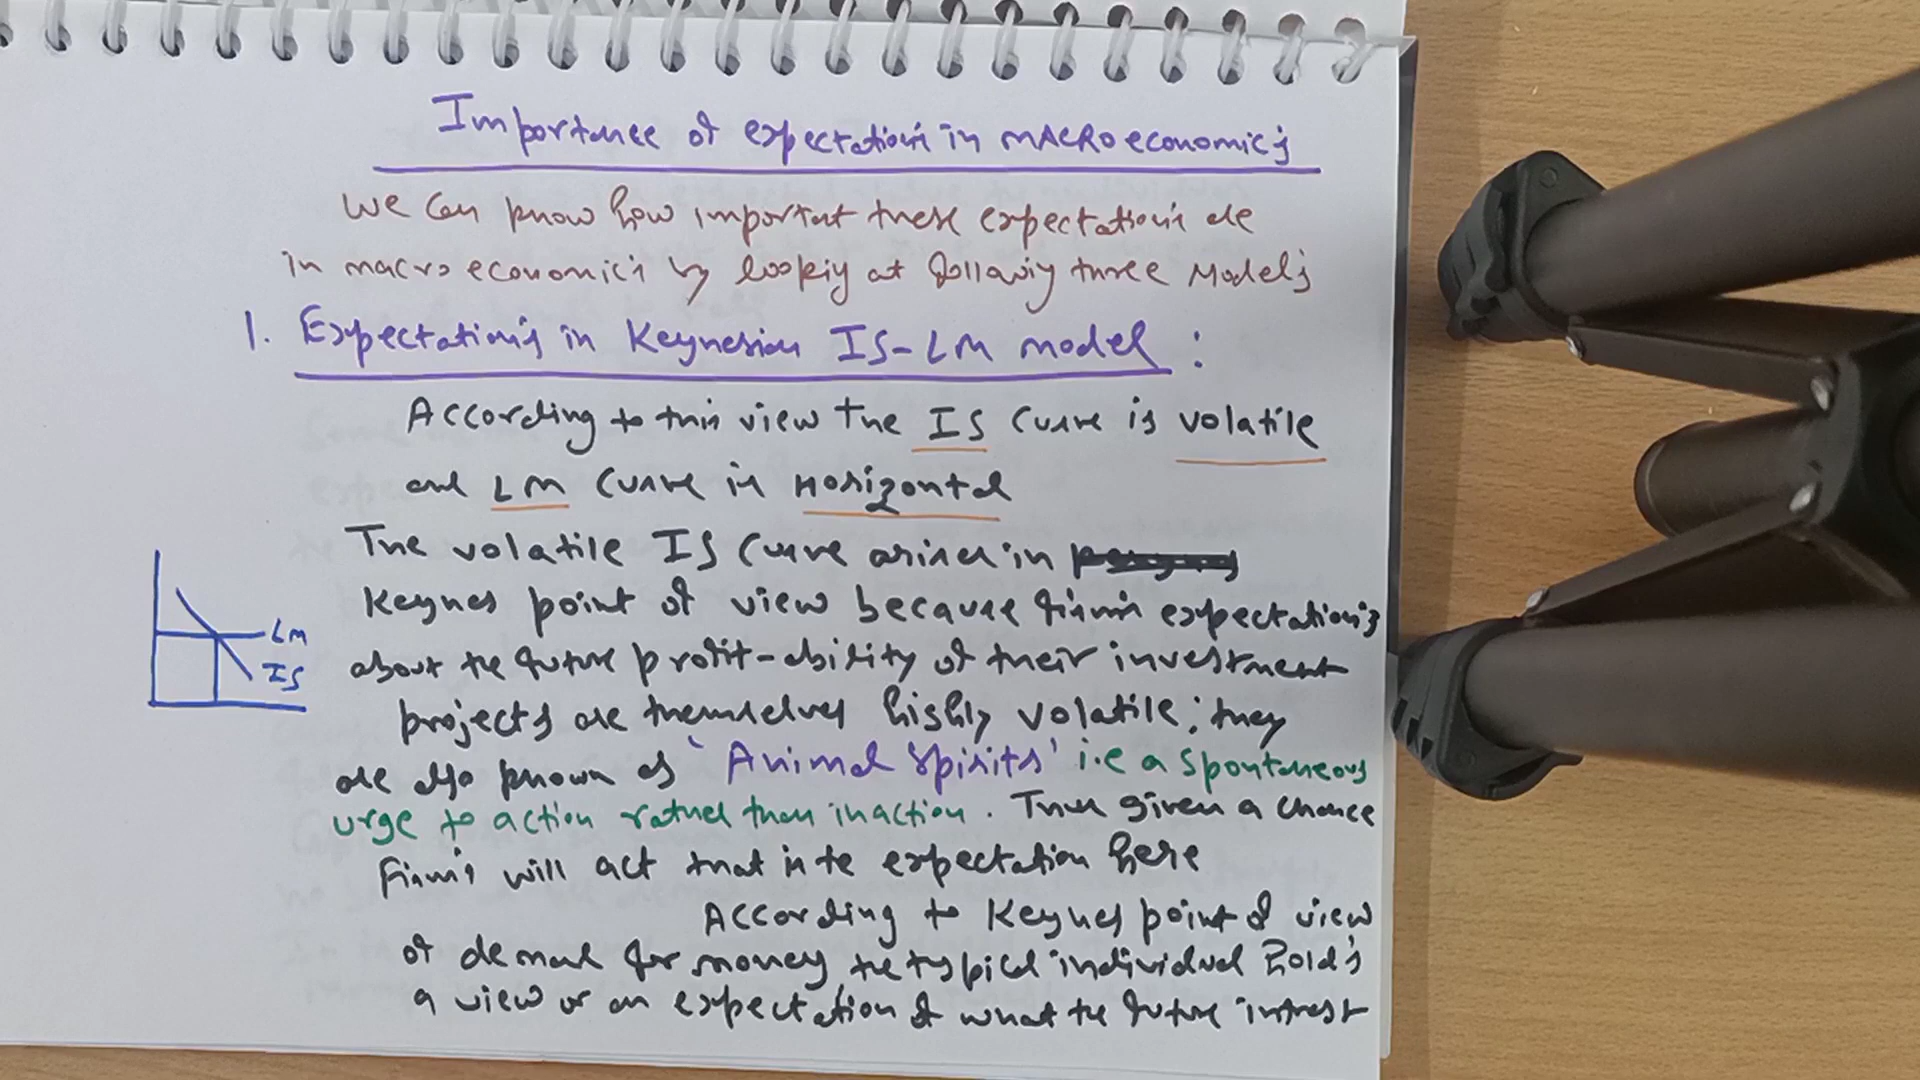 Importance of expectations in MACROeconomics
We can know how important these expectations are
in macroeconomics by looking at following three Models
1. Expectations in Keynesian IS-LM model :
According to this view the IS curve is volatile
and LM curve is Horizontal
The volatile IS curve arises in
Keynes point of view because firms expectations
about the future profit-ability of their investment
projects are themselves highly volatile; they
are also known as 'Animal Spirits' i.e a spontaneous
urge to action rather than inaction. Thus given a chance
Firms will act that is the expectation here
According to Keynes point of view
of demand for money the typical individual holds
a view or an expectation of what the future interest
LM
IS